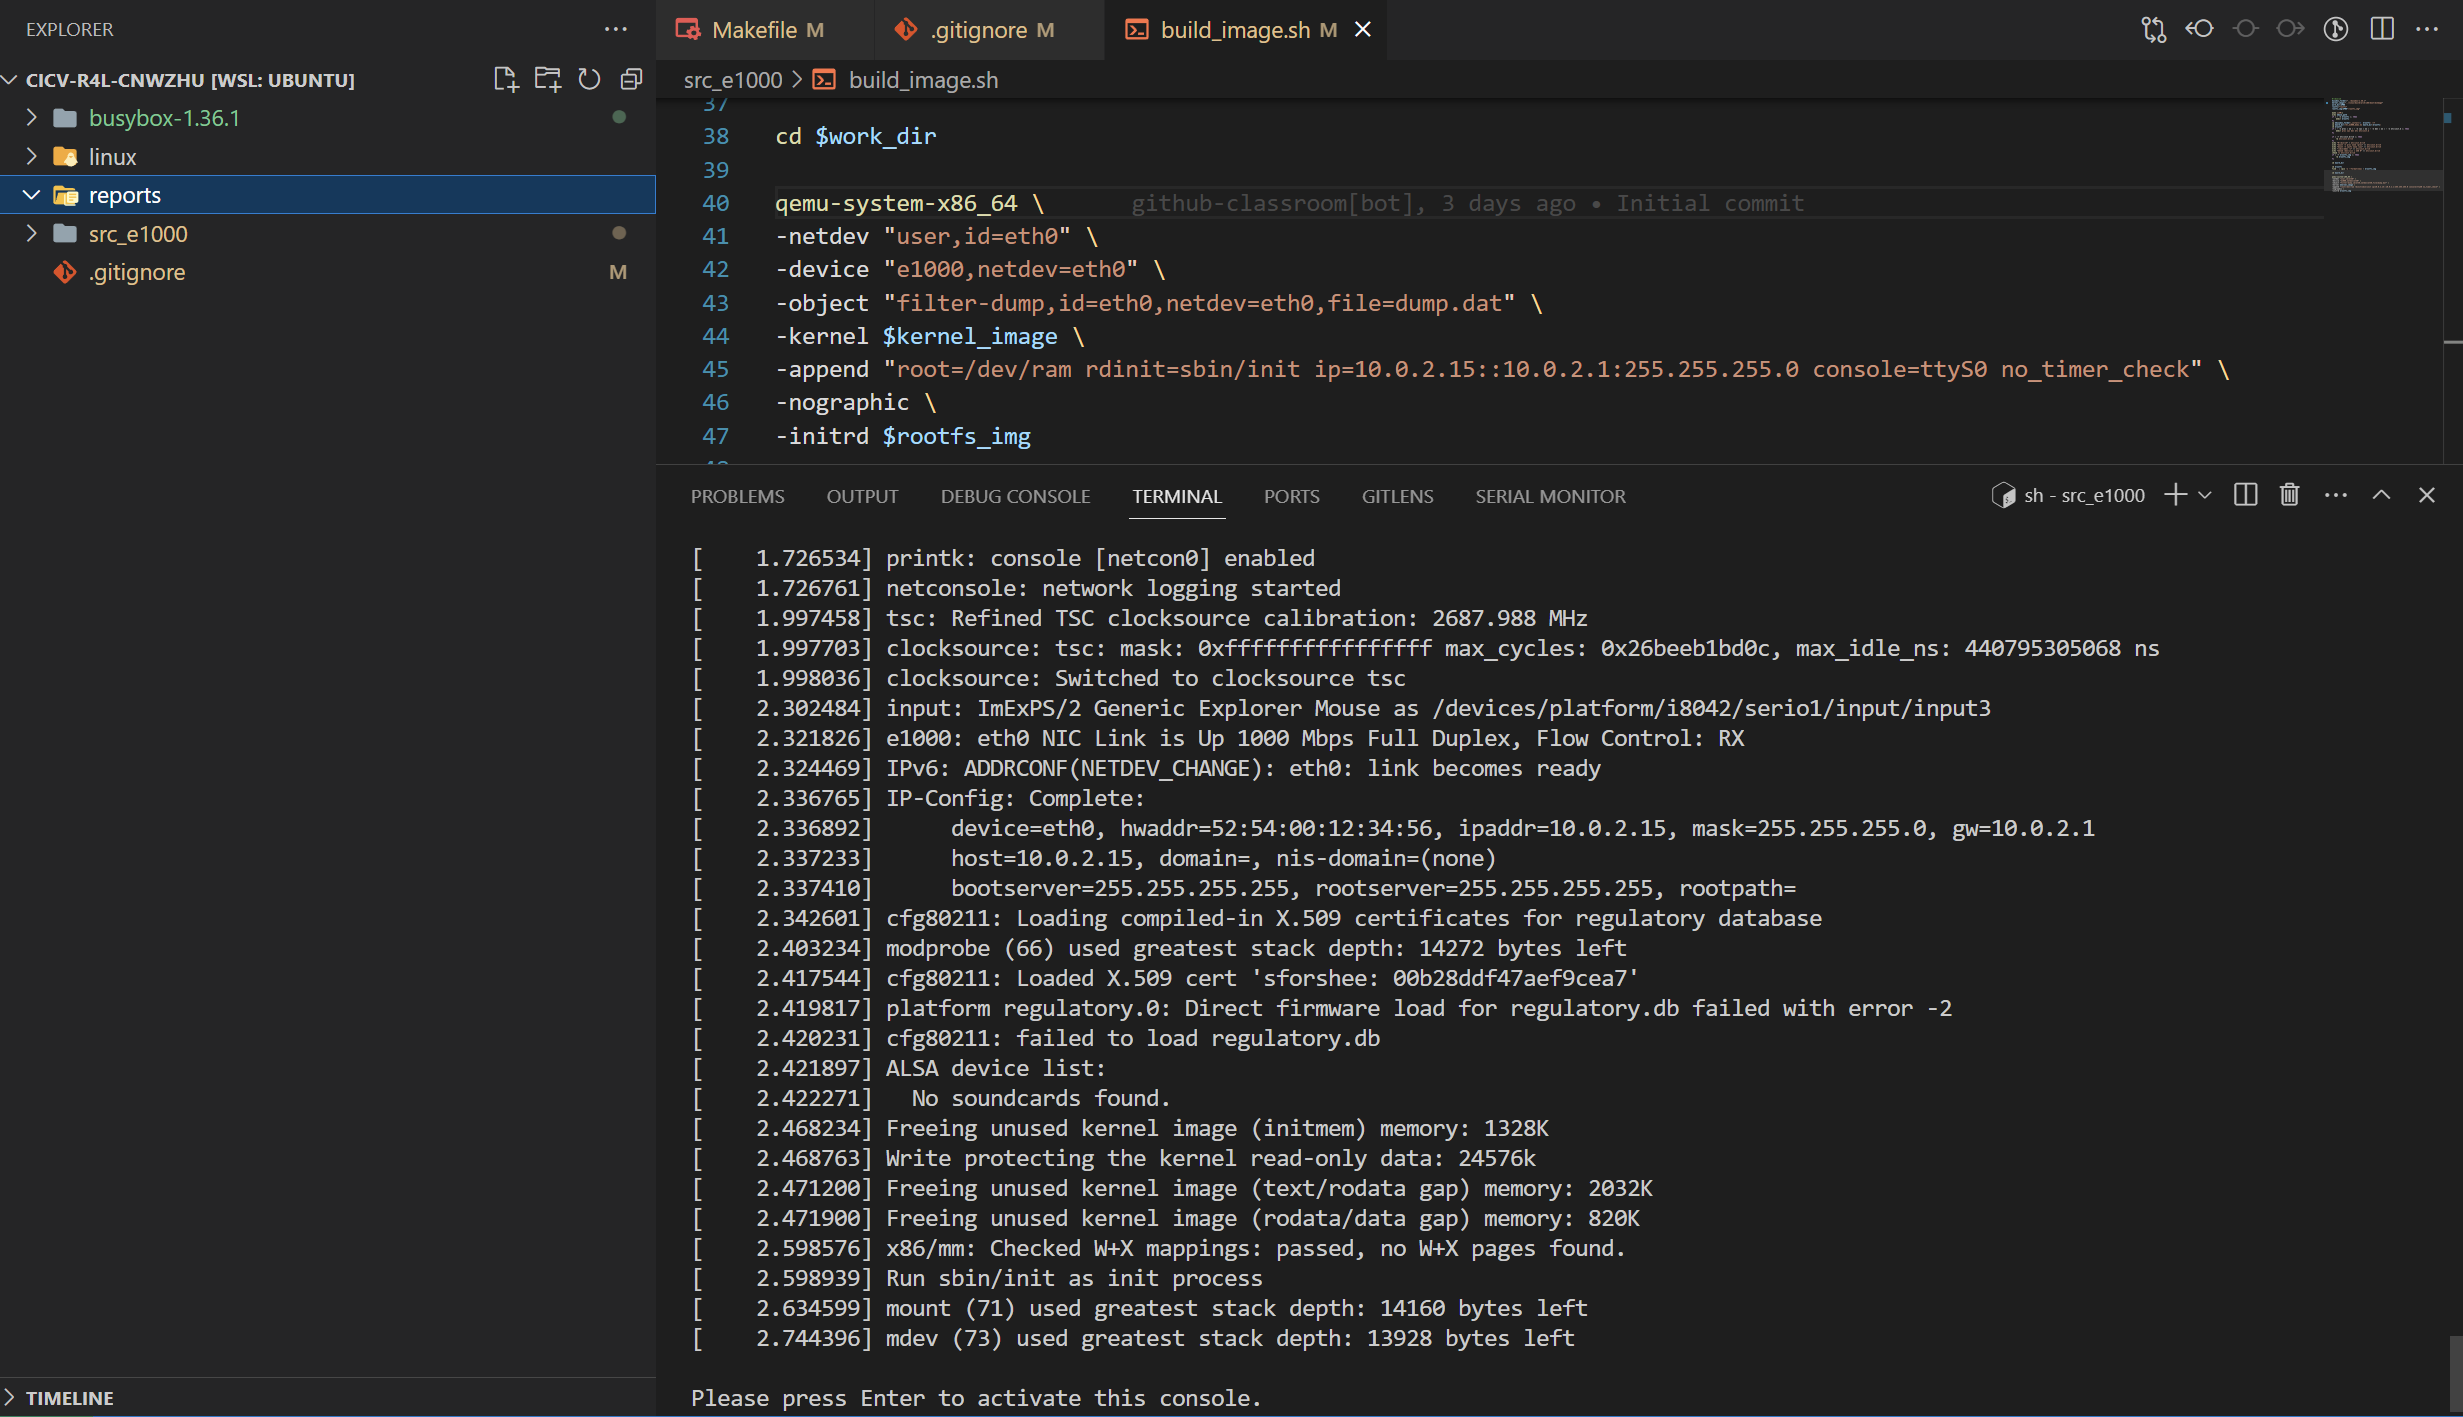 EXPLORER
CICV-R4L-CNWZHU [WSL: UBUNTU]
busybox-1.36.1
linux
reports
src_e1000
.gitignore
M
TIMELINE
Makefile M
.gitignore M
build_image.sh M
src_e1000 > build_image.sh
37
38 cd $work_dir
39
40 qemu-system-x86_64 \ github-classroom[bot], 3 days ago • Initial commit
41 -netdev "user,id=eth0" \
42 -device "e1000,netdev=eth0" \
43 -object "filter-dump,id=eth0,netdev=eth0,file=dump.dat" \
44 -kernel $kernel_image \
45 -append "root=/dev/ram rdinit=sbin/init ip=10.0.2.15::10.0.2.1:255.255.255.0 console=ttyS0 no_timer_check" \
46 -nographic \
47 -initrd $rootfs_img
PROBLEMS OUTPUT DEBUG CONSOLE TERMINAL PORTS GITLENS SERIAL MONITOR
sh - src_e1000
[    1.726534] printk: console [netcon0] enabled
[    1.726761] netconsole: network logging started
[    1.997458] tsc: Refined TSC clocksource calibration: 2687.988 MHz
[    1.997703] clocksource: tsc: mask: 0xffffffffffffffff max_cycles: 0x26beeb1bd0c, max_idle_ns: 440795305068 ns
[    1.998036] clocksource: Switched to clocksource tsc
[    2.302484] input: ImExPS/2 Generic Explorer Mouse as /devices/platform/i8042/serio1/input/input3
[    2.321826] e1000: eth0 NIC Link is Up 1000 Mbps Full Duplex, Flow Control: RX
[    2.324469] IPv6: ADDRCONF(NETDEV_CHANGE): eth0: link becomes ready
[    2.336765] IP-Config: Complete:
[    2.336892]      device=eth0, hwaddr=52:54:00:12:34:56, ipaddr=10.0.2.15, mask=255.255.255.0, gw=10.0.2.1
[    2.337233]      host=10.0.2.15, domain=, nis-domain=(none)
[    2.337410]      bootserver=255.255.255.255, rootserver=255.255.255.255, rootpath=
[    2.342601] cfg80211: Loading compiled-in X.509 certificates for regulatory database
[    2.403234] modprobe (66) used greatest stack depth: 14272 bytes left
[    2.417544] cfg80211: Loaded X.509 cert 'sforshee: 00b28ddf47aef9cea7'
[    2.419817] platform regulatory.0: Direct firmware load for regulatory.db failed with error -2
[    2.420231] cfg80211: failed to load regulatory.db
[    2.421897] ALSA device list:
[    2.422271]   No soundcards found.
[    2.468234] Freeing unused kernel image (initmem) memory: 1328K
[    2.468763] Write protecting the kernel read-only data: 24576k
[    2.471200] Freeing unused kernel image (text/rodata gap) memory: 2032K
[    2.471900] Freeing unused kernel image (rodata/data gap) memory: 820K
[    2.598576] x86/mm: Checked W+X mappings: passed, no W+X pages found.
[    2.598939] Run sbin/init as init process
[    2.634599] mount (71) used greatest stack depth: 14160 bytes left
[    2.744396] mdev (73) used greatest stack depth: 13928 bytes left
Please press Enter to activate this console.